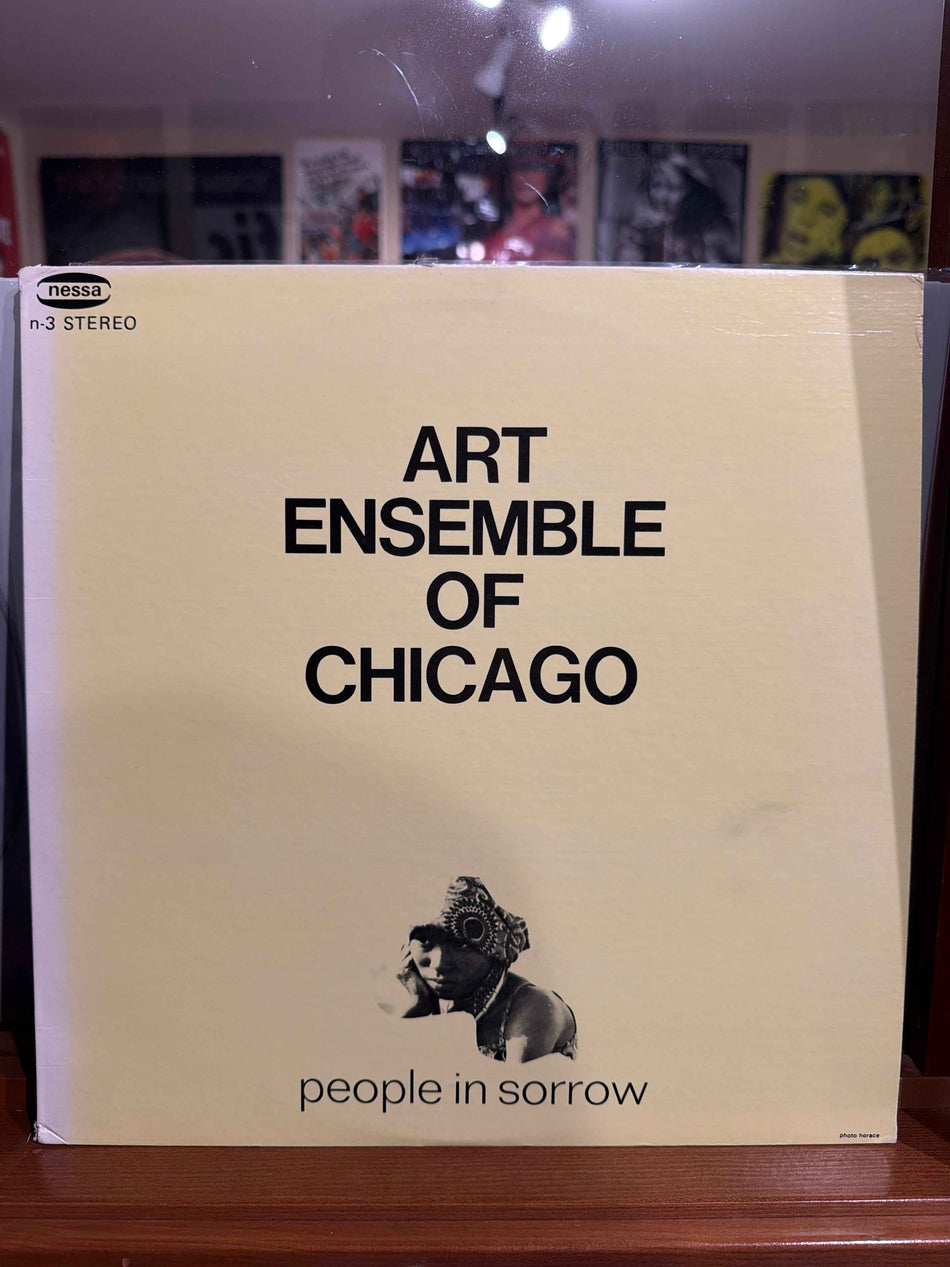 nessa
n-3 STEREO
ART
ENSEMBLE
OF
CHICAGO
people in sorrow
photo horace